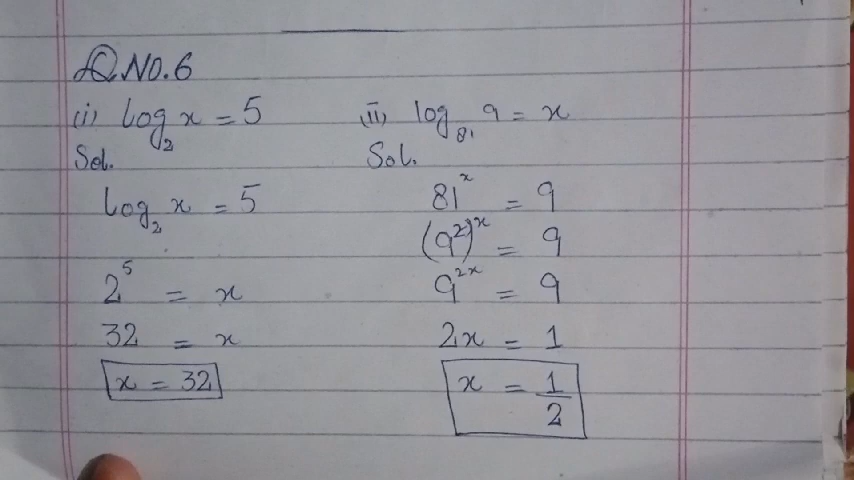 Q.No.6
(i) log₂ x = 5
Sol.
log₂ x = 5
2⁵ = x
32 = x
x = 32
(ii) log₈₁ 9 = x
Sol.
81ˣ = 9
(9²)ˣ = 9
9²ˣ = 9
2x = 1
x = 1/2